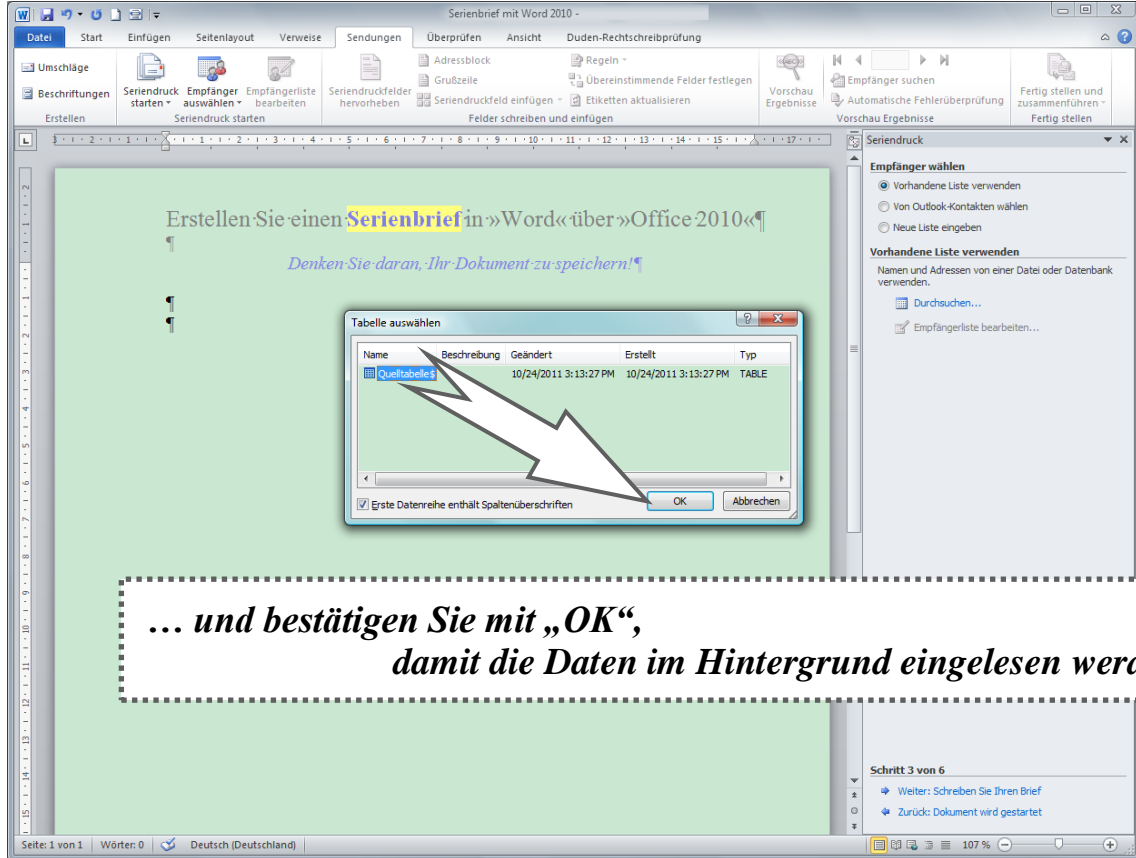 Serienbrief mit Word 2010 -
Datei Start Einfügen Seitenlayout Verweise Sendungen Überprüfen Ansicht Duden-Rechtschreibprüfung
Umschläge
Beschriftungen
Erstellen
Seriendruck starten
Empfänger auswählen
Empfängerliste bearbeiten
Seriendruck starten
Seriendruckfelder hervorheben
Adressblock
Grußzeile
Seriendruckfeld einfügen
Regeln
Übereinstimmende Felder festlegen
Etiketten aktualisieren
Felder schreiben und einfügen
Vorschau Ergebnisse
Empfänger suchen
Automatische Fehlerüberprüfung
Vorschau Ergebnisse
Fertig stellen und zusammenführen
Fertig stellen
Erstellen·Sie·einen·Serienbrief·in·»Word«·über·»Office·2010«¶
¶
Denken·Sie·daran,·Ihr·Dokument·zu·speichern!¶
¶
¶
Tabelle auswählen
Name Beschreibung Geändert Erstellt Typ
Quelltabelle$ 10/24/2011 3:13:27 PM 10/24/2011 3:13:27 PM TABLE
Erste Datenreihe enthält Spaltenüberschriften
OK Abbrechen
… und bestätigen Sie mit „OK“,
damit die Daten im Hintergrund eingelesen werd
Seriendruck
Empfänger wählen
Vorhandene Liste verwenden
Von Outlook-Kontakten wählen
Neue Liste eingeben
Vorhandene Liste verwenden
Namen und Adressen von einer Datei oder Datenbank
verwenden.
Durchsuchen...
Empfängerliste bearbeiten...
Schritt 3 von 6
Weiter: Schreiben Sie Ihren Brief
Zurück: Dokument wird gestartet
Seite: 1 von 1 Wörter: 0 Deutsch (Deutschland) 107 %